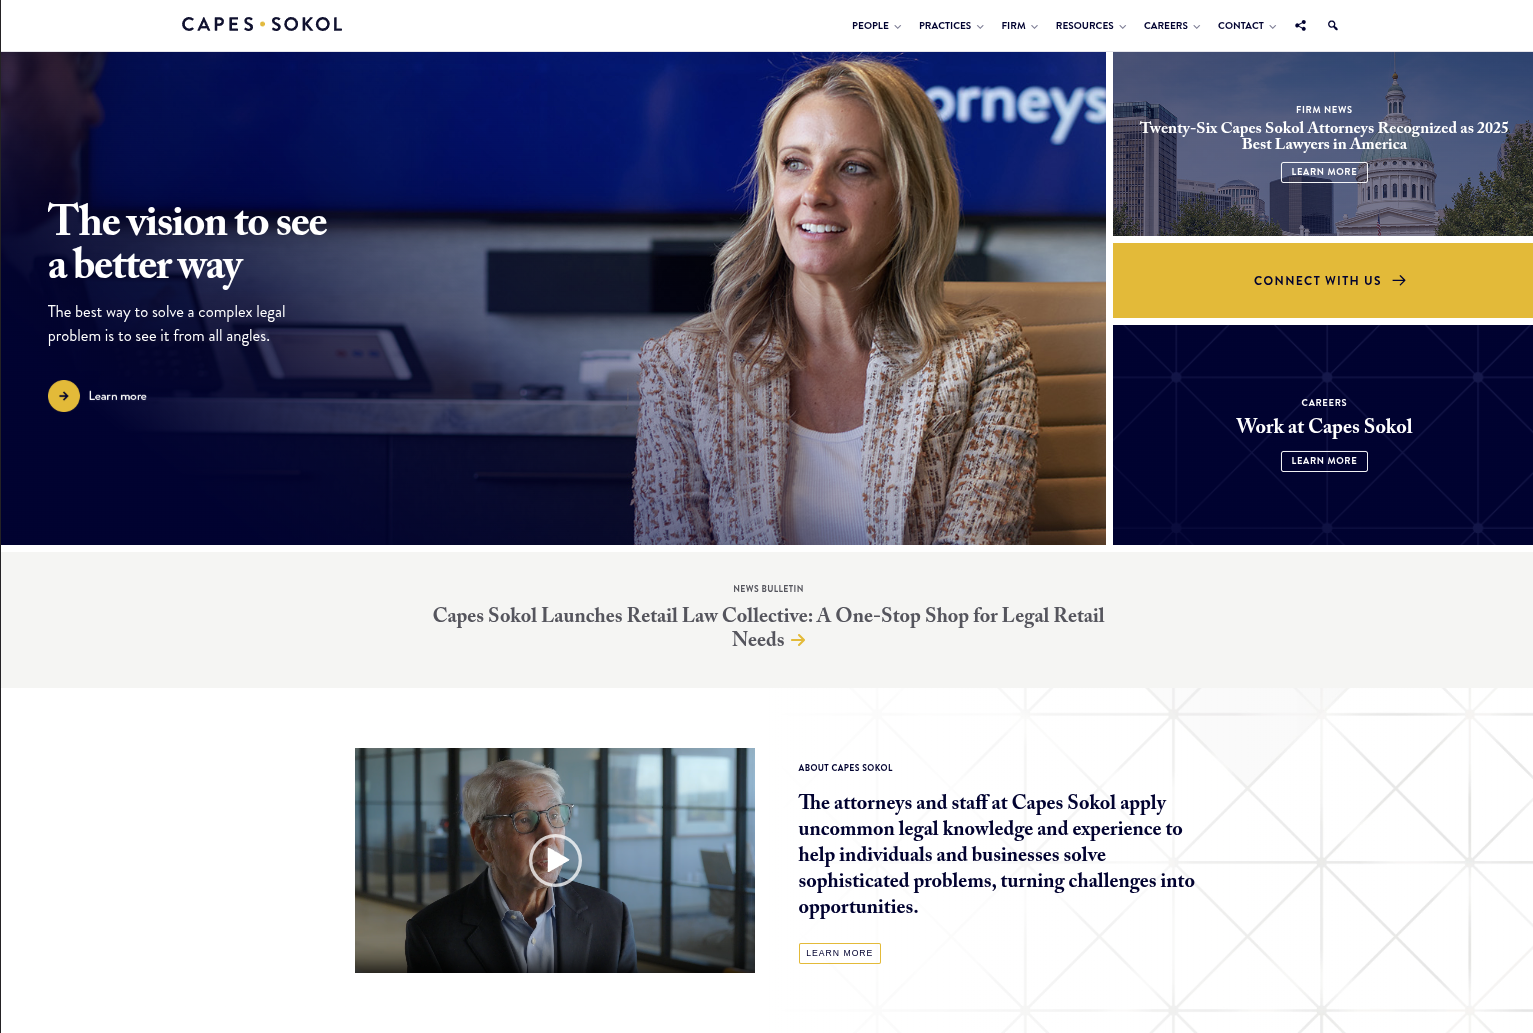 CAPES • SOKOL
PEOPLE
PRACTICES
FIRM
RESOURCES
CAREERS
CONTACT
orneys
The vision to see
a better way
The best way to solve a complex legal
problem is to see it from all angles.
Learn more
FIRM NEWS
Twenty-Six Capes Sokol Attorneys Recognized as 2025
Best Lawyers in America
LEARN MORE
CONNECT WITH US
CAREERS
Work at Capes Sokol
LEARN MORE
NEWS BULLETIN
Capes Sokol Launches Retail Law Collective: A One-Stop Shop for Legal Retail
Needs
ABOUT CAPES SOKOL
The attorneys and staff at Capes Sokol apply
uncommon legal knowledge and experience to
help individuals and businesses solve
sophisticated problems, turning challenges into
opportunities.
LEARN MORE